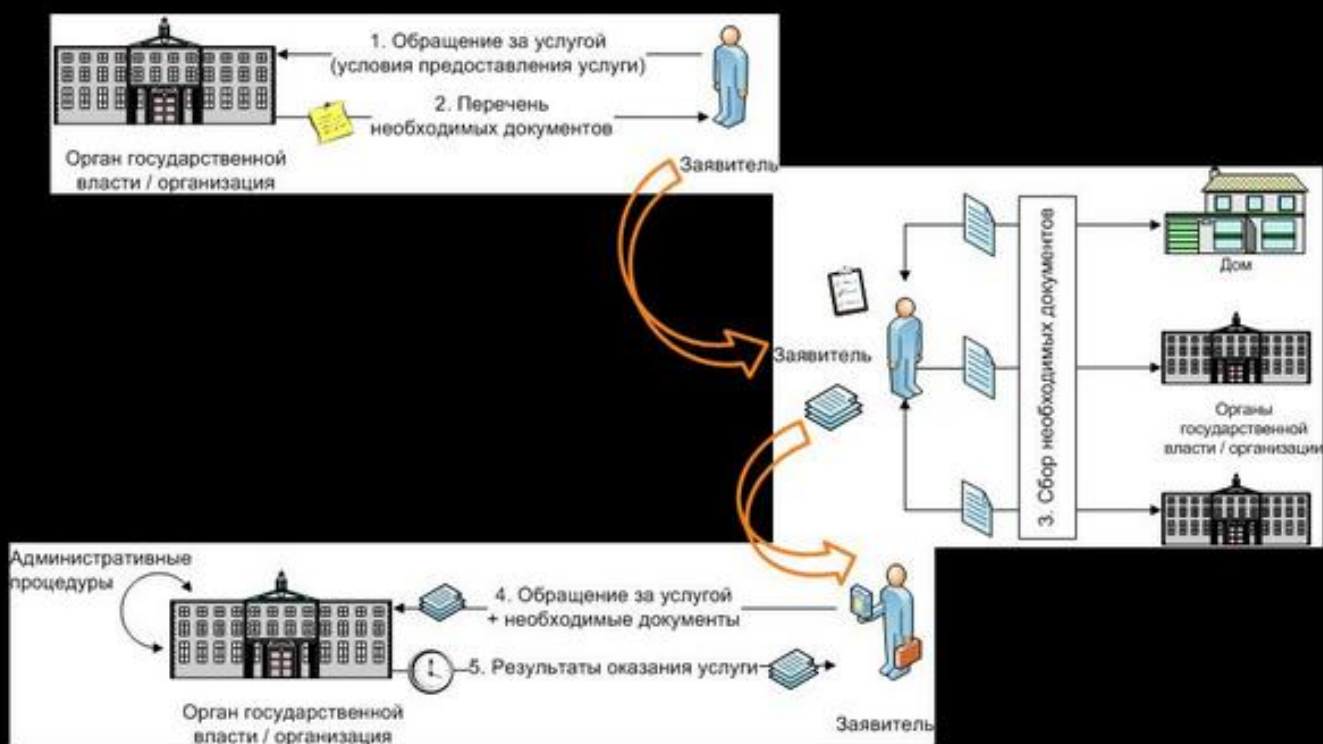 1. Обращение за услугой
(условия предоставления услуги)
2. Перечень
необходимых документов
Орган государственной
власти / организация
Заявитель
3. Сбор необходимых документов
Дом
Заявитель
Органы
государственной
власти / организации
Административные
процедуры
4. Обращение за услугой
+ необходимые документы
5. Результаты оказания услуги
Орган государственной
власти / организация
Заявитель